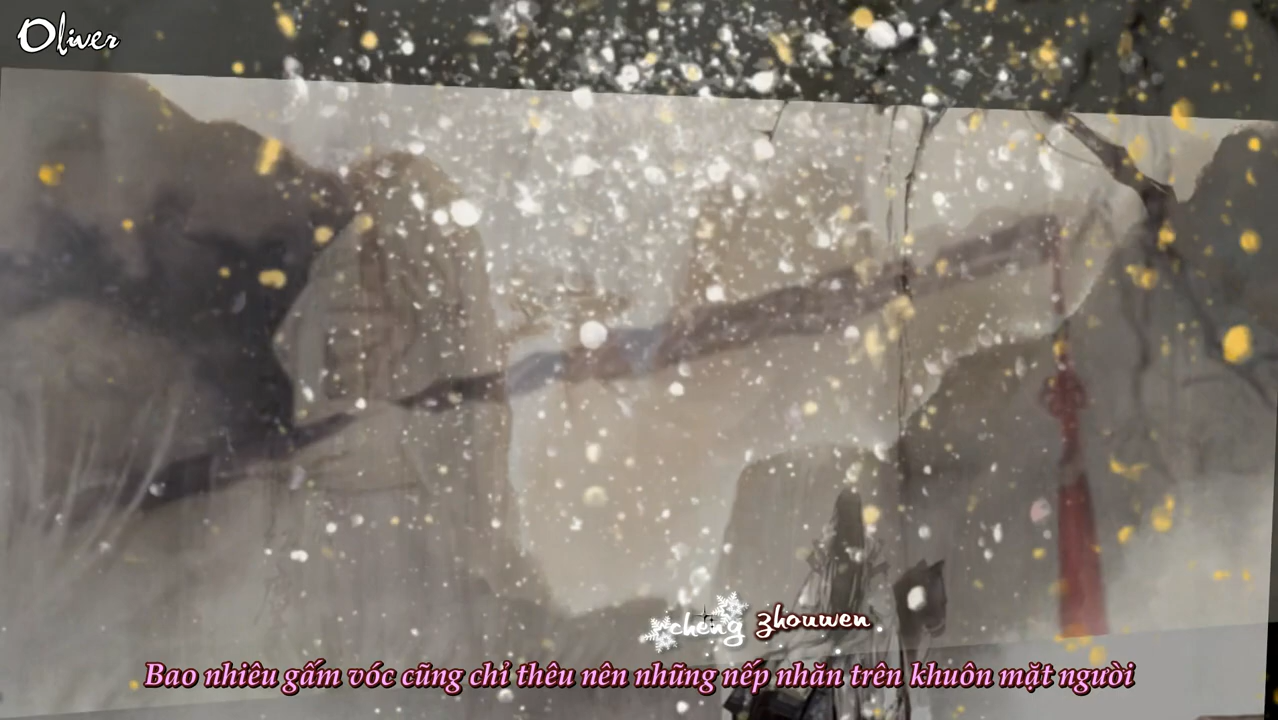 Oliver
cheng zhouwen
Bao nhiêu gấm vóc cũng chỉ thêu nên những nếp nhăn trên khuôn mặt người